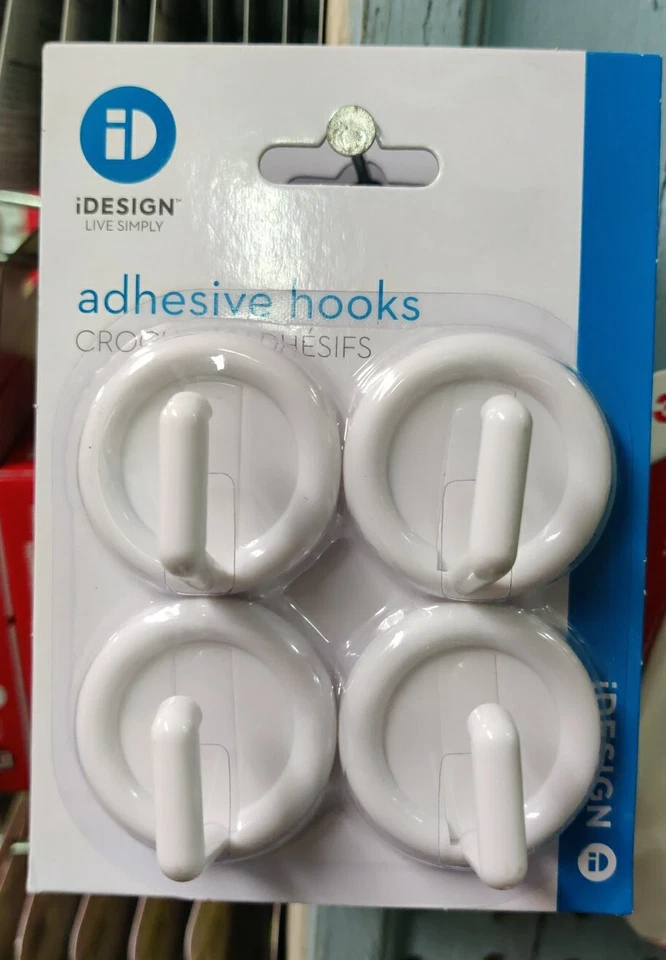 iD
iDESIGN™
LIVE SIMPLY
adhesive hooks
iDESIGN
iD